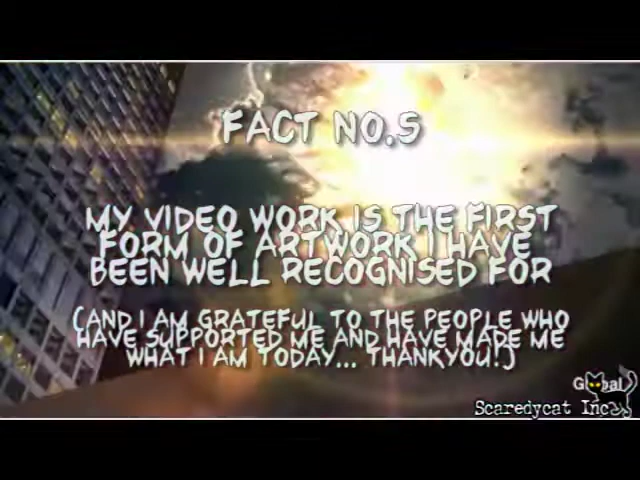 FACT NO.5
MY VIDEO WORK IS THE FIRST
FORM OF ARTWORK I HAVE
BEEN WELL RECOGNISED FOR
(AND I AM GRATEFUL TO THE PEOPLE WHO
HAVE SUPPORTED ME AND HAVE MADE ME
WHAT I AM TODAY... THANKYOU!)
Global
Scaredycat Inc